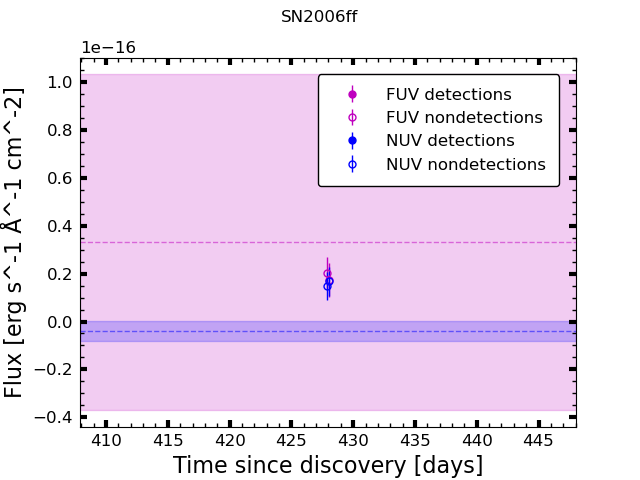 SN2006ff
1e−16
Flux [erg s^-1 Å^-1 cm^-2]
1.0
0.8
0.6
0.4
0.2
0.0
−0.2
−0.4
FUV detections
FUV nondetections
NUV detections
NUV nondetections
410 415 420 425 430 435 440 445
Time since discovery [days]